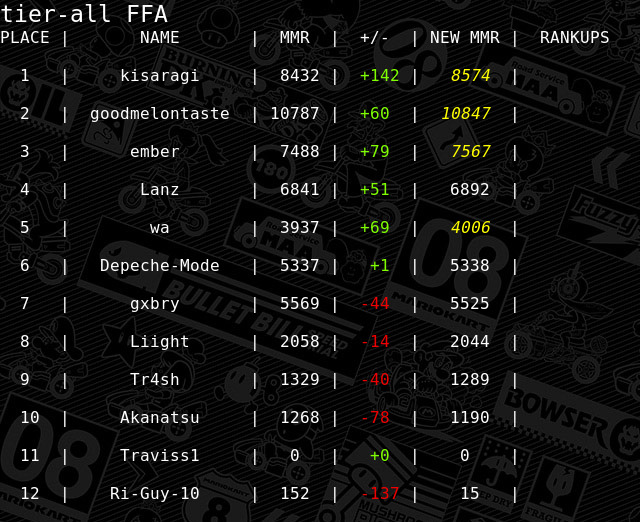 tier-all FFA
PLACE | NAME | MMR | +/- | NEW MMR | RANKUPS
1 | kisaragi | 8432 | +142 | 8574 |
2 | goodmelontaste | 10787 | +60 | 10847 |
3 | ember | 7488 | +79 | 7567 |
4 | Lanz | 6841 | +51 | 6892 |
5 | wa | 3937 | +69 | 4006 |
6 | Depeche-Mode | 5337 | +1 | 5338 |
7 | gxbry | 5569 | -44 | 5525 |
8 | Liight | 2058 | -14 | 2044 |
9 | Tr4sh | 1329 | -40 | 1289 |
10 | Akanatsu | 1268 | -78 | 1190 |
11 | Traviss1 | 0 | +0 | 0 |
12 | Ri-Guy-10 | 152 | -137 | 15 |